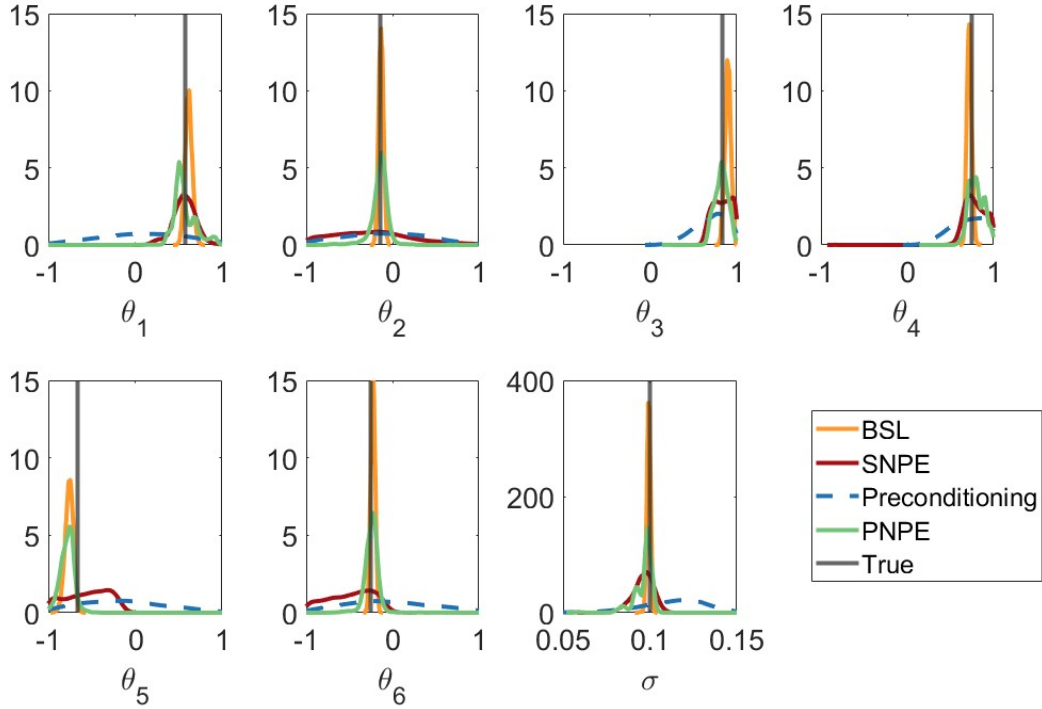 15 15 15 15
10 10 10 10
5 5 5 5
0 0 0 0
-1 0 1 -1 0 1 -1 0 1 -1 0 1
θ1 θ2 θ3 θ4
15 15 400
10 10
200
5 5
0 0 0
-1 0 1 -1 0 1 0.05 0.1 0.15
θ5 θ6 σ
BSL
SNPE
Preconditioning
PNPE
True